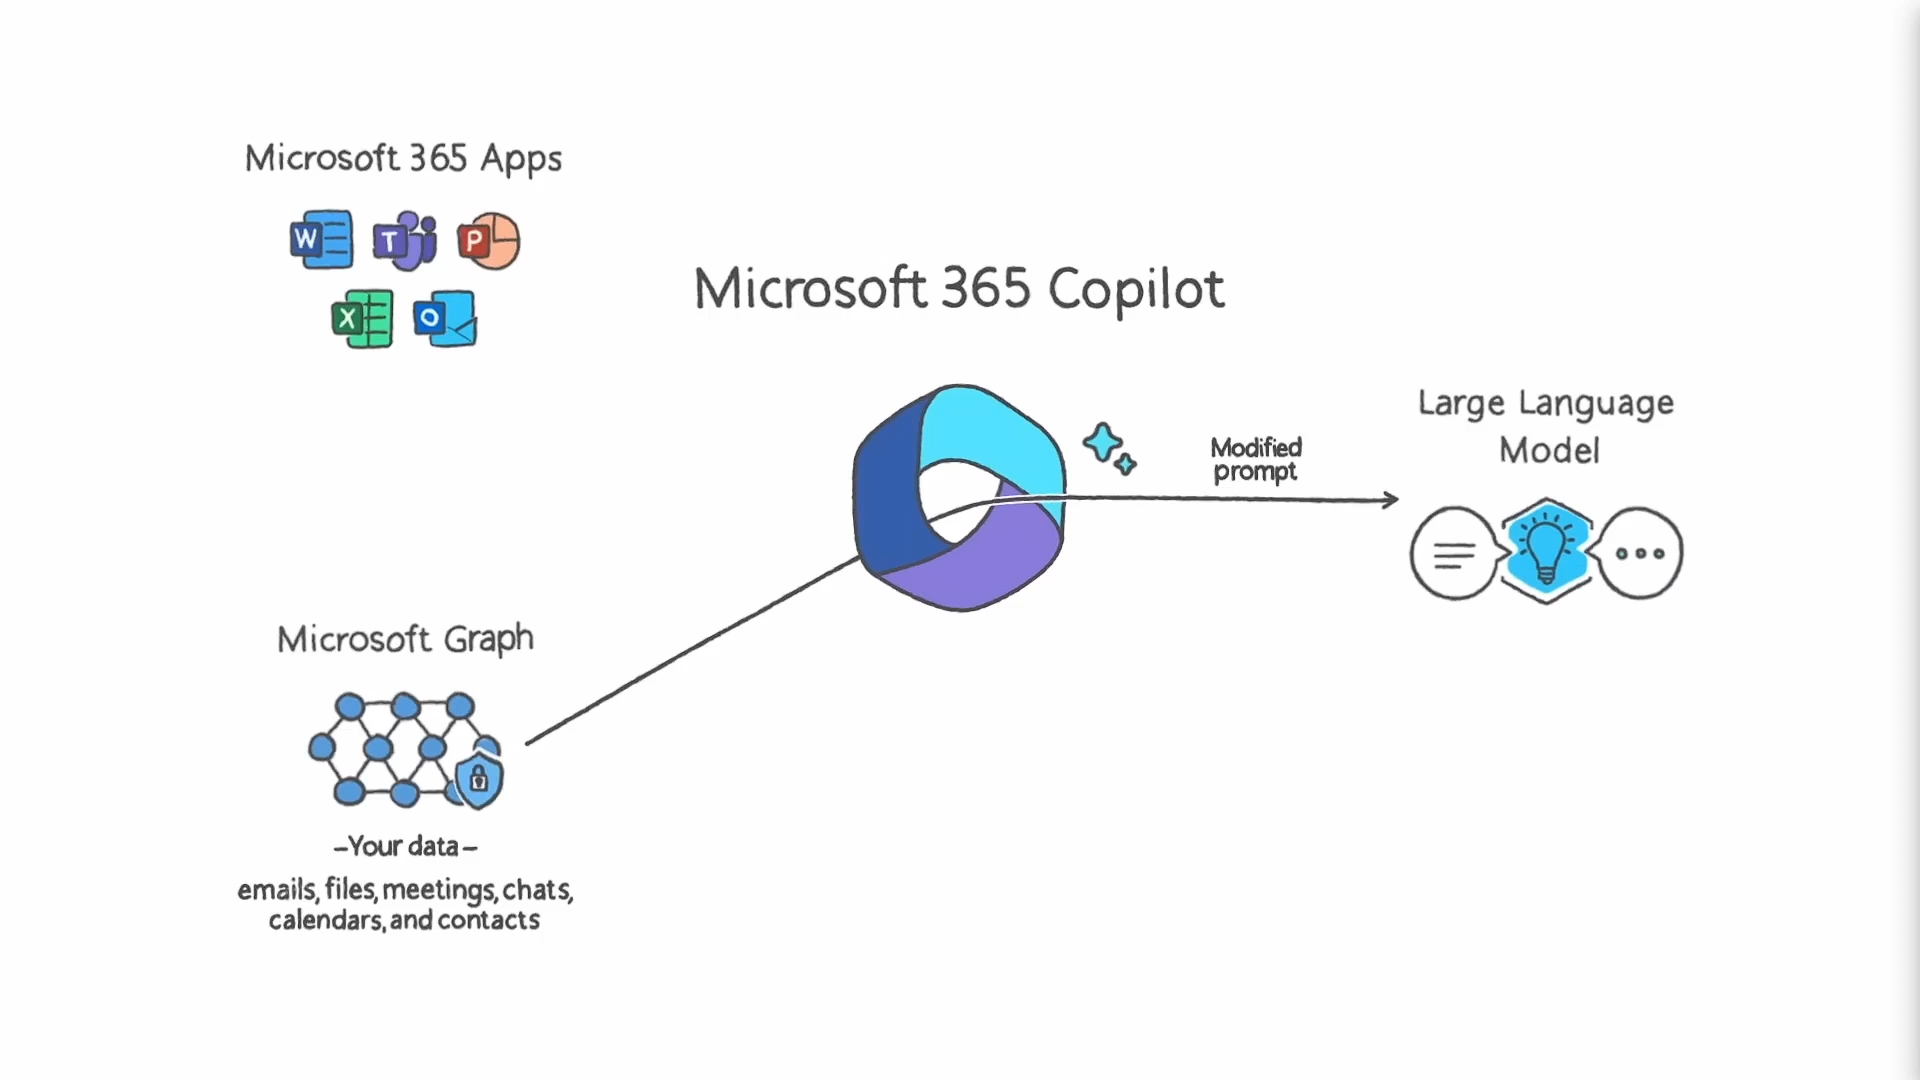 Microsoft 365 Apps
W
T
P
X
O
Microsoft 365 Copilot
Modified
prompt
Large Language
Model
Microsoft Graph
–Your data–
emails, files, meetings, chats,
calendars, and contacts